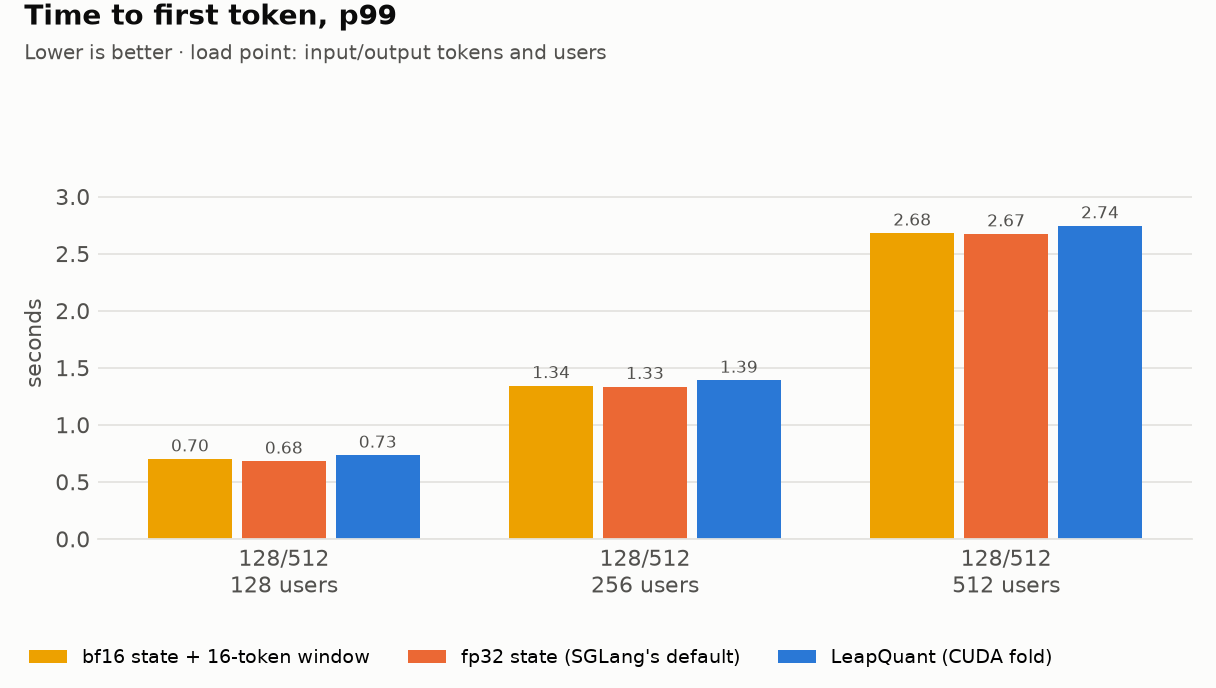 Time to first token, p99
Lower is better · load point: input/output tokens and users
seconds
3.0
2.5
2.0
1.5
1.0
0.5
0.0
0.70
0.68
0.73
1.34
1.33
1.39
2.68
2.67
2.74
128/512
128 users
128/512
256 users
128/512
512 users
bf16 state + 16-token window
fp32 state (SGLang's default)
LeapQuant (CUDA fold)